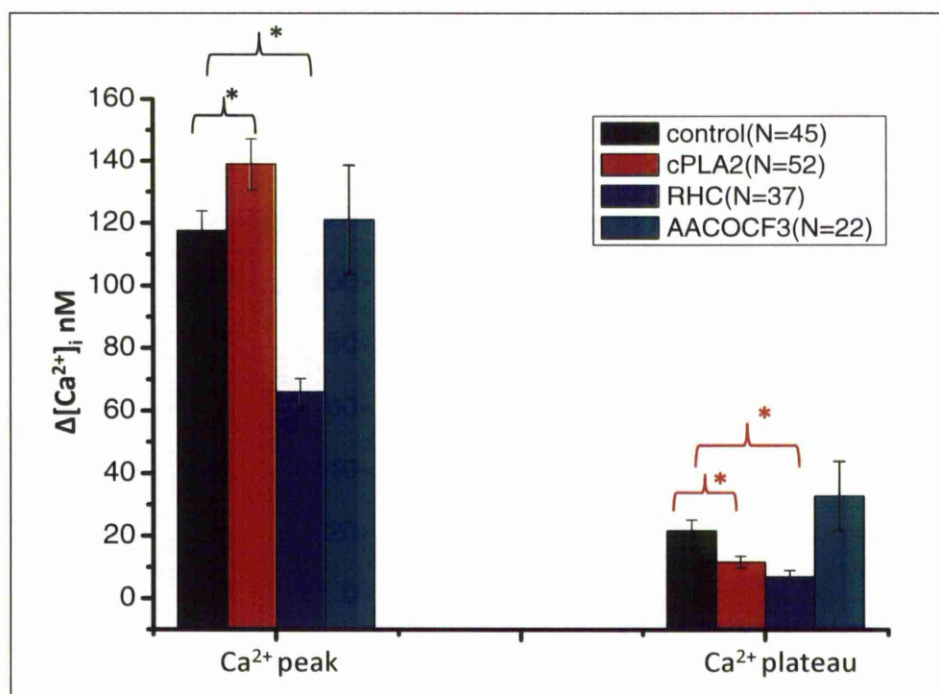 *
*
160
140
120
100
80
60
40
20
0
Δ[Ca²⁺]ᵢ nM
control(N=45)
cPLA2(N=52)
RHC(N=37)
AACOCF3(N=22)
*
*
Ca²⁺ peak
Ca²⁺ plateau